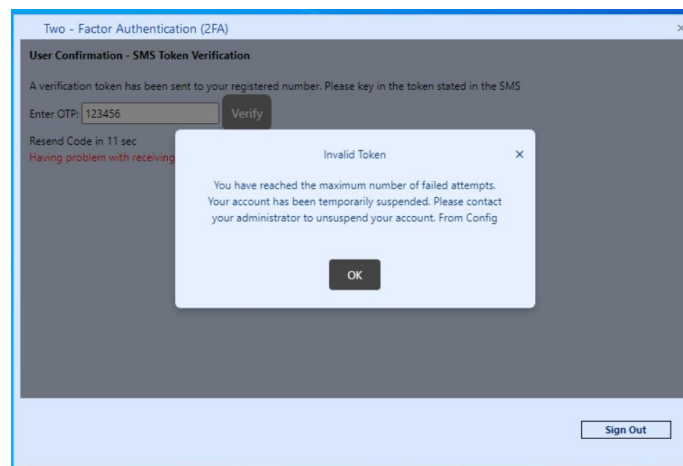 Two - Factor Authentication (2FA)
User Confirmation - SMS Token Verification
A verification token has been sent to your registered number. Please key in the token stated in the SMS
Enter OTP: 123456 Verify
Resend Code in 11 sec
Having problem with receiving
Invalid Token
You have reached the maximum number of failed attempts.
Your account has been temporarily suspended. Please contact
your administrator to unsuspend your account. From Config
OK
Sign Out